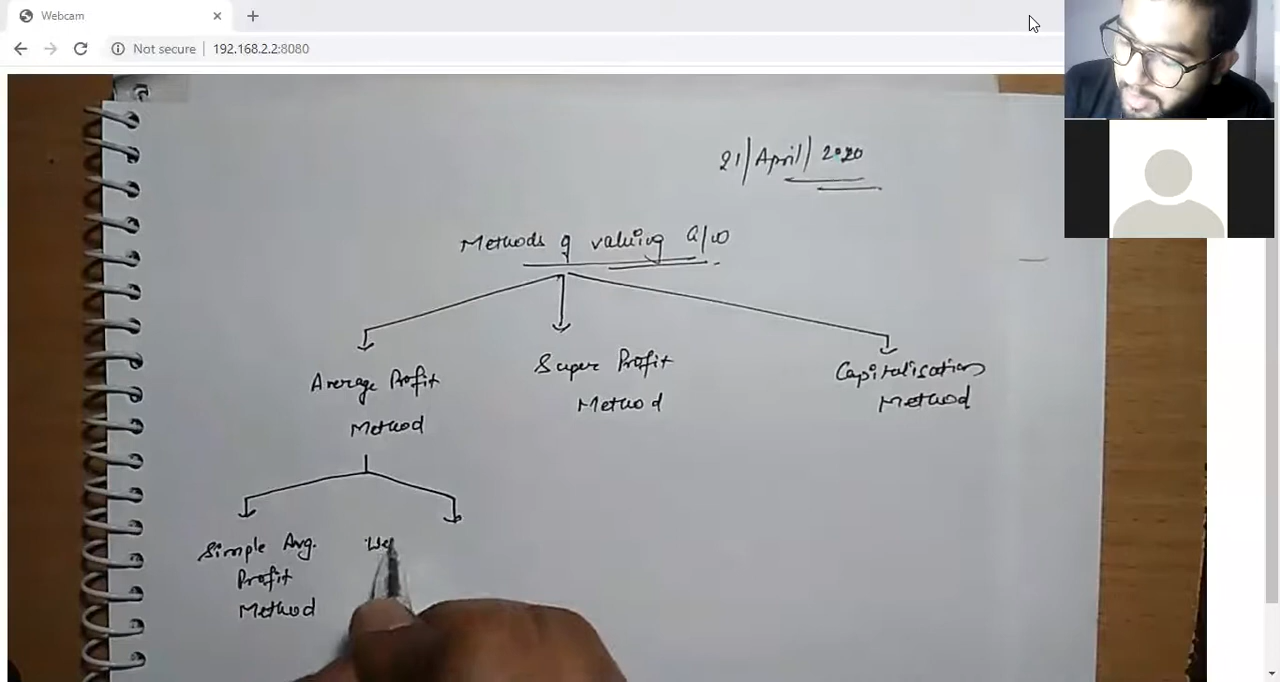 Webcam
Not secure 192.168.2.2:8080
21/April/2020
Methods of valuing G/W
Average Profit
Method
Super Profit
Method
Capitalisation
Method
Simple Avg.
Profit
Method
We